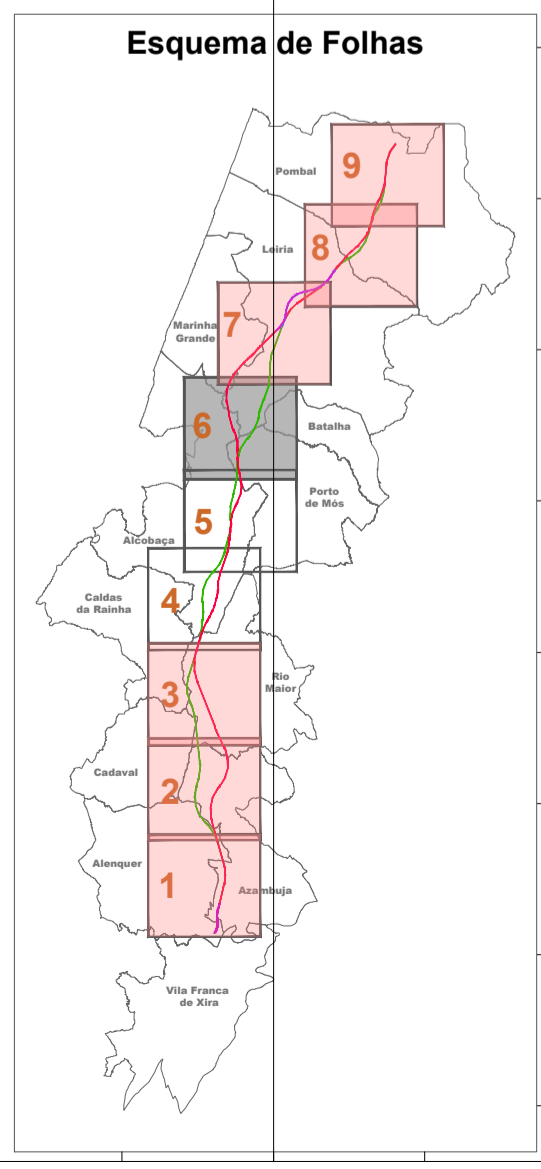 Esquema de Folhas
9
Pombal
8
Leiria
7
Marinha
Grande
6
Batalha
Porto
de Mós
5
Alcobaça
4
Caldas
da Rainha
Rio
Maior
3
Cadaval
2
Alenquer
1
Azambuja
Vila Franca
de Xira